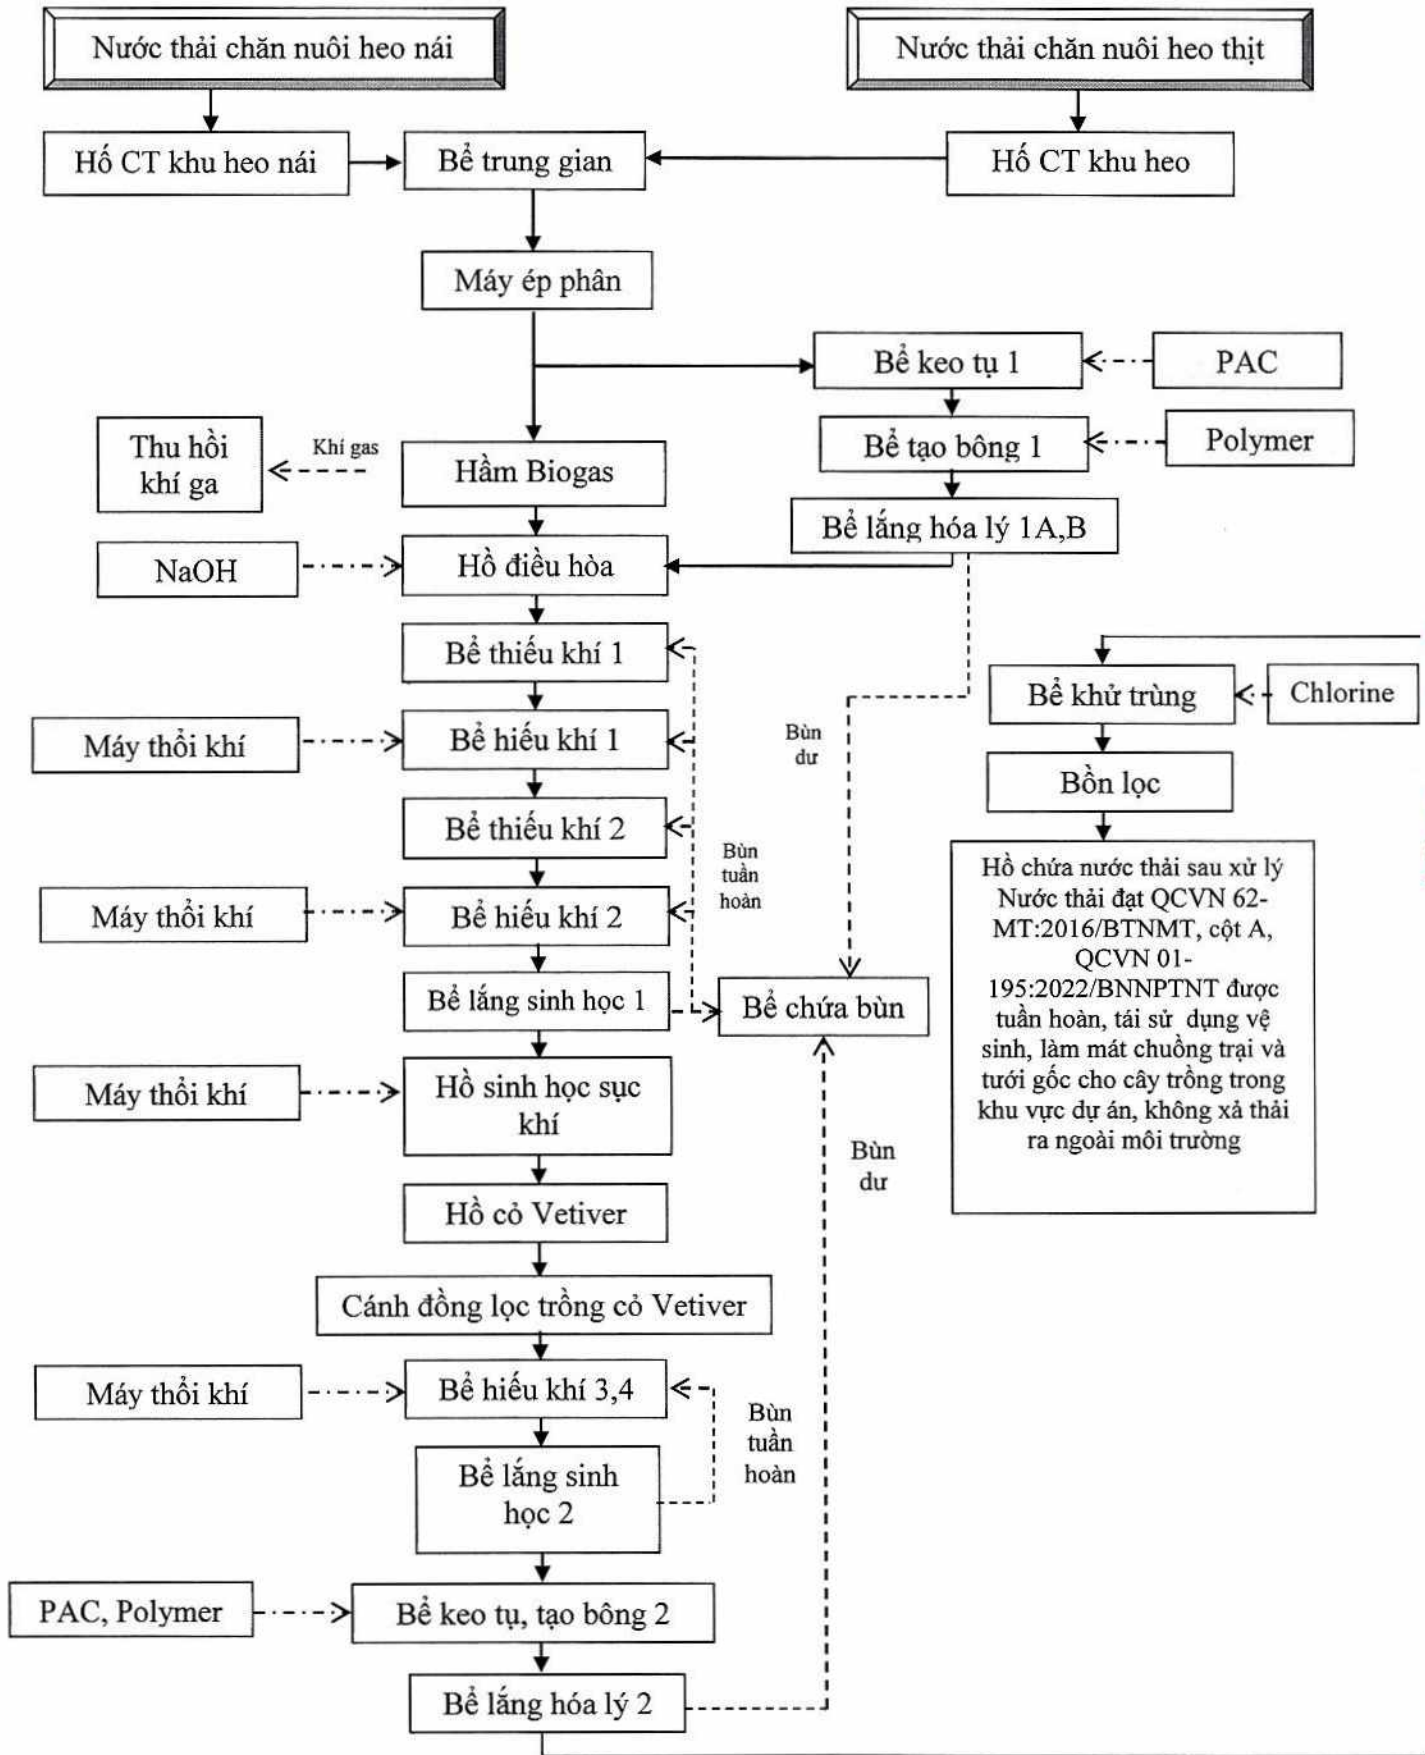 Nước thải chăn nuôi heo nái
Nước thải chăn nuôi heo thịt
Hố CT khu heo nái
Bể trung gian
Hố CT khu heo
Máy ép phân
Bể keo tụ 1
PAC
Thu hồi
khí ga
Khí gas
Hầm Biogas
Bể tạo bông 1
Polymer
Bể lắng hóa lý 1A,B
NaOH
Hồ điều hòa
Bể thiếu khí 1
Bể khử trùng
Chlorine
Máy thổi khí
Bể hiếu khí 1
Bùn
dư
Bồn lọc
Bể thiếu khí 2
Bùn
tuần
hoàn
Máy thổi khí
Bể hiếu khí 2
Hồ chứa nước thải sau xử lý
Nước thải đạt QCVN 62-
MT:2016/BTNMT, cột A,
QCVN 01-
195:2022/BNNPTNT được
tuần hoàn, tái sử dụng vệ
sinh, làm mát chuồng trại và
tưới gốc cho cây trồng trong
khu vực dự án, không xả thải
ra ngoài môi trường
Bể lắng sinh học 1
Bể chứa bùn
Máy thổi khí
Hồ sinh học sục
khí
Bùn
dư
Hồ cỏ Vetiver
Cánh đồng lọc trồng cỏ Vetiver
Máy thổi khí
Bể hiếu khí 3,4
Bùn
tuần
hoàn
Bể lắng sinh
học 2
PAC, Polymer
Bể keo tụ, tạo bông 2
Bể lắng hóa lý 2